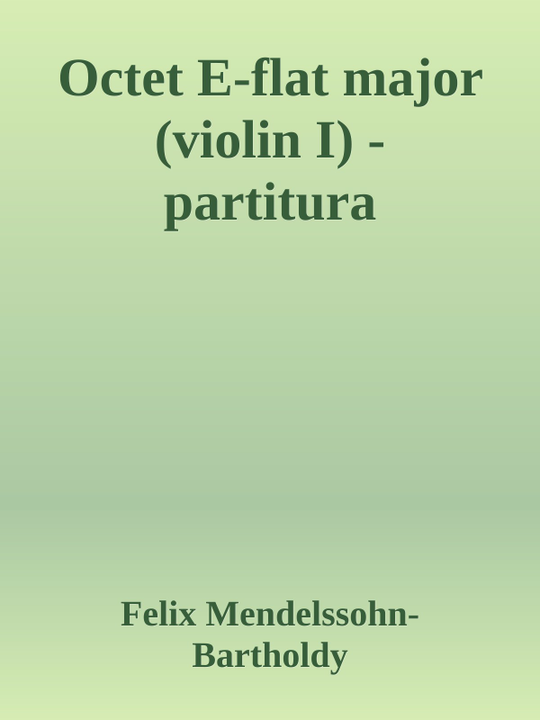 Octet E-flat major
(violin I) -
partitura
Felix Mendelssohn-
Bartholdy